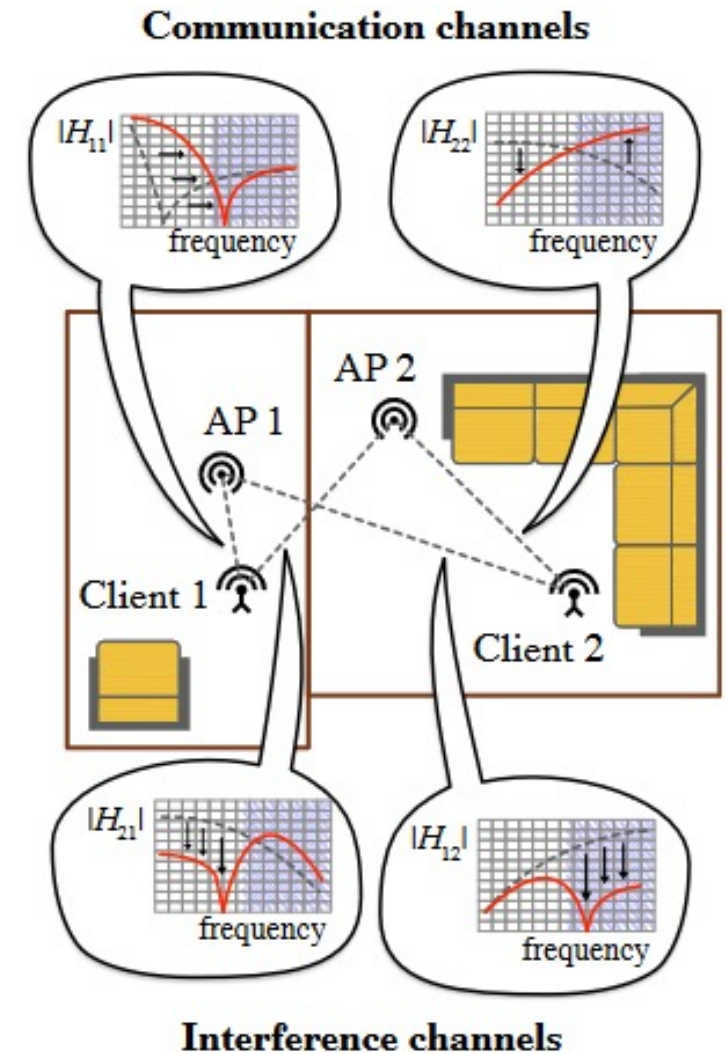 Communication channels
|H₁₁|
frequency
|H₂₂|
frequency
AP 1
AP 2
Client 1
Client 2
|H₂₁|
frequency
|H₁₂|
frequency
Interference channels